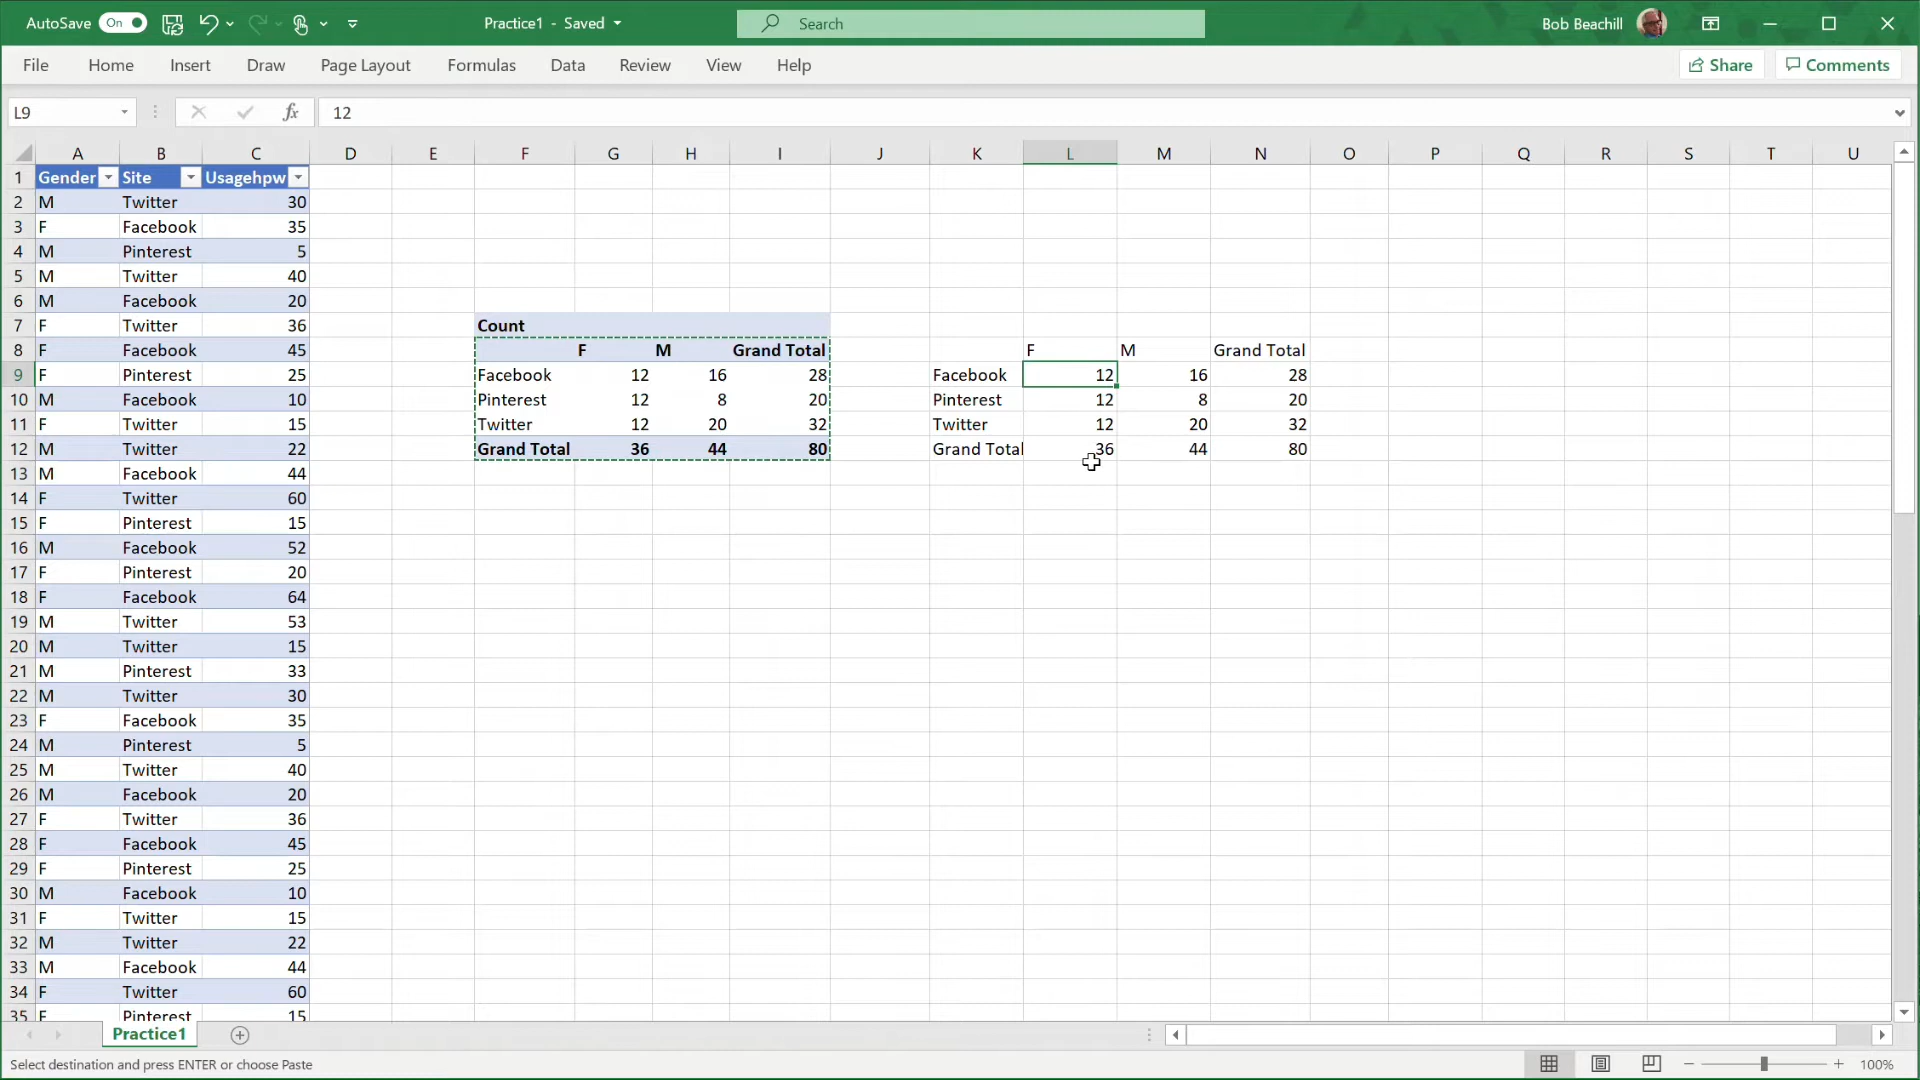 AutoSave On Practice1 - Saved Search Bob Beachill
File Home Insert Draw Page Layout Formulas Data Review View Help Share Comments
L9 fx 12
A B C D E F G H I J K L M N O P Q R S T U
1 Gender Site Usagehpw
2 M Twitter 30
3 F Facebook 35
4 M Pinterest 5
5 M Twitter 40
6 M Facebook 20
7 F Twitter 36 Count
8 F Facebook 45 F M Grand Total F M Grand Total
9 F Pinterest 25 Facebook 12 16 28 Facebook 12 16 28
10 M Facebook 10 Pinterest 12 8 20 Pinterest 12 8 20
11 F Twitter 15 Twitter 12 20 32 Twitter 12 20 32
12 M Twitter 22 Grand Total 36 44 80 Grand Total 36 44 80
13 M Facebook 44
14 F Twitter 60
15 F Pinterest 15
16 M Facebook 52
17 F Pinterest 20
18 F Facebook 64
19 M Twitter 53
20 M Twitter 15
21 M Pinterest 33
22 M Twitter 30
23 F Facebook 35
24 M Pinterest 5
25 M Twitter 40
26 M Facebook 20
27 F Twitter 36
28 F Facebook 45
29 F Pinterest 25
30 M Facebook 10
31 F Twitter 15
32 M Twitter 22
33 M Facebook 44
34 F Twitter 60
35 F Pinterest 15
Practice1
Select destination and press ENTER or choose Paste 100%